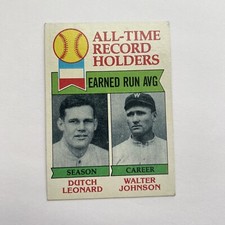 ALL-TIME
RECORD
HOLDERS
EARNED RUN AVG
SEASON
DUTCH
LEONARD
CAREER
WALTER
JOHNSON